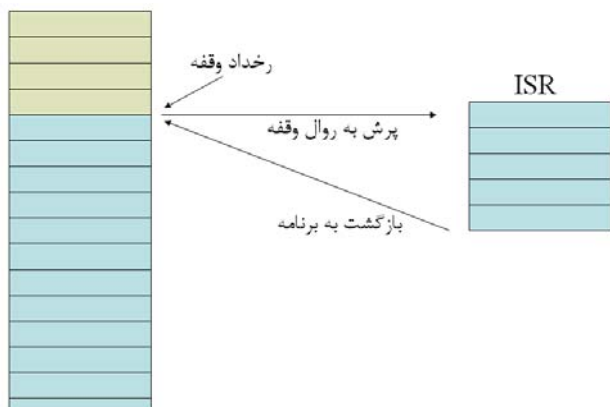 رخداد وقفه
ISR
پرش به روال وقفه
بازگشت به برنامه